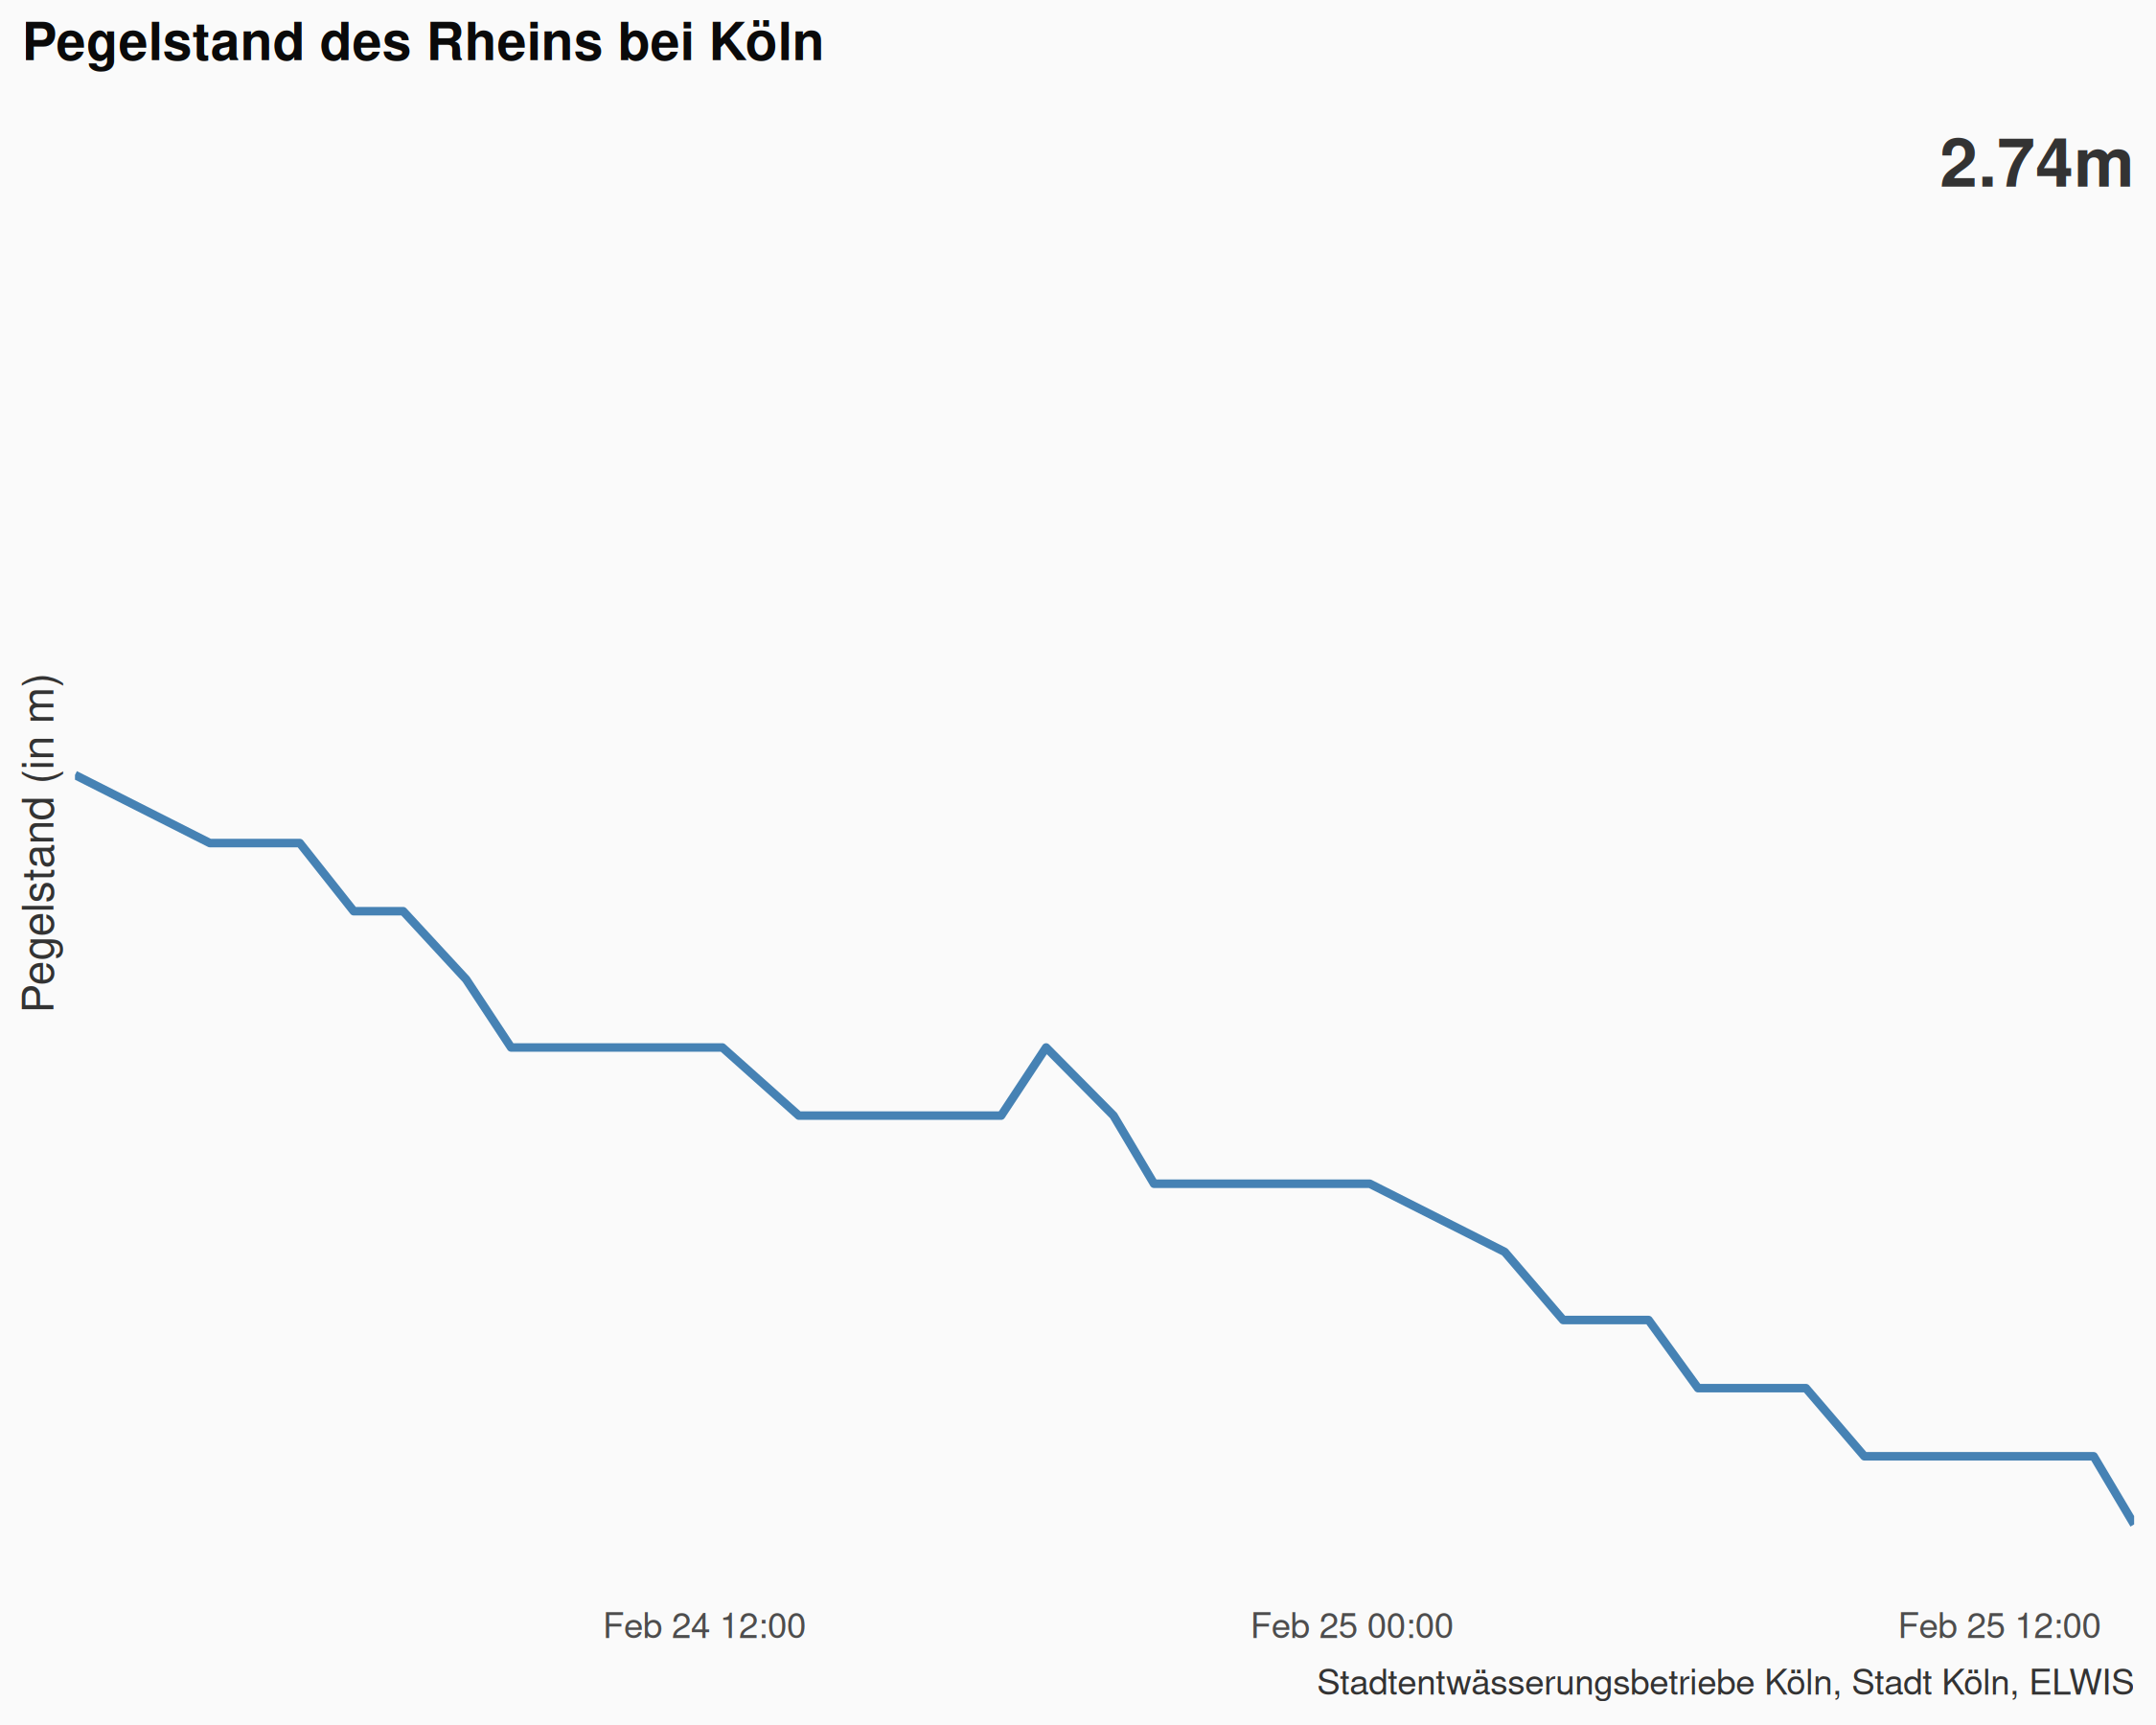 Pegelstand des Rheins bei Köln
2.74m
Pegelstand (in m)
Feb 24 12:00
Feb 25 00:00
Feb 25 12:00
Stadtentwässerungsbetriebe Köln, Stadt Köln, ELWIS